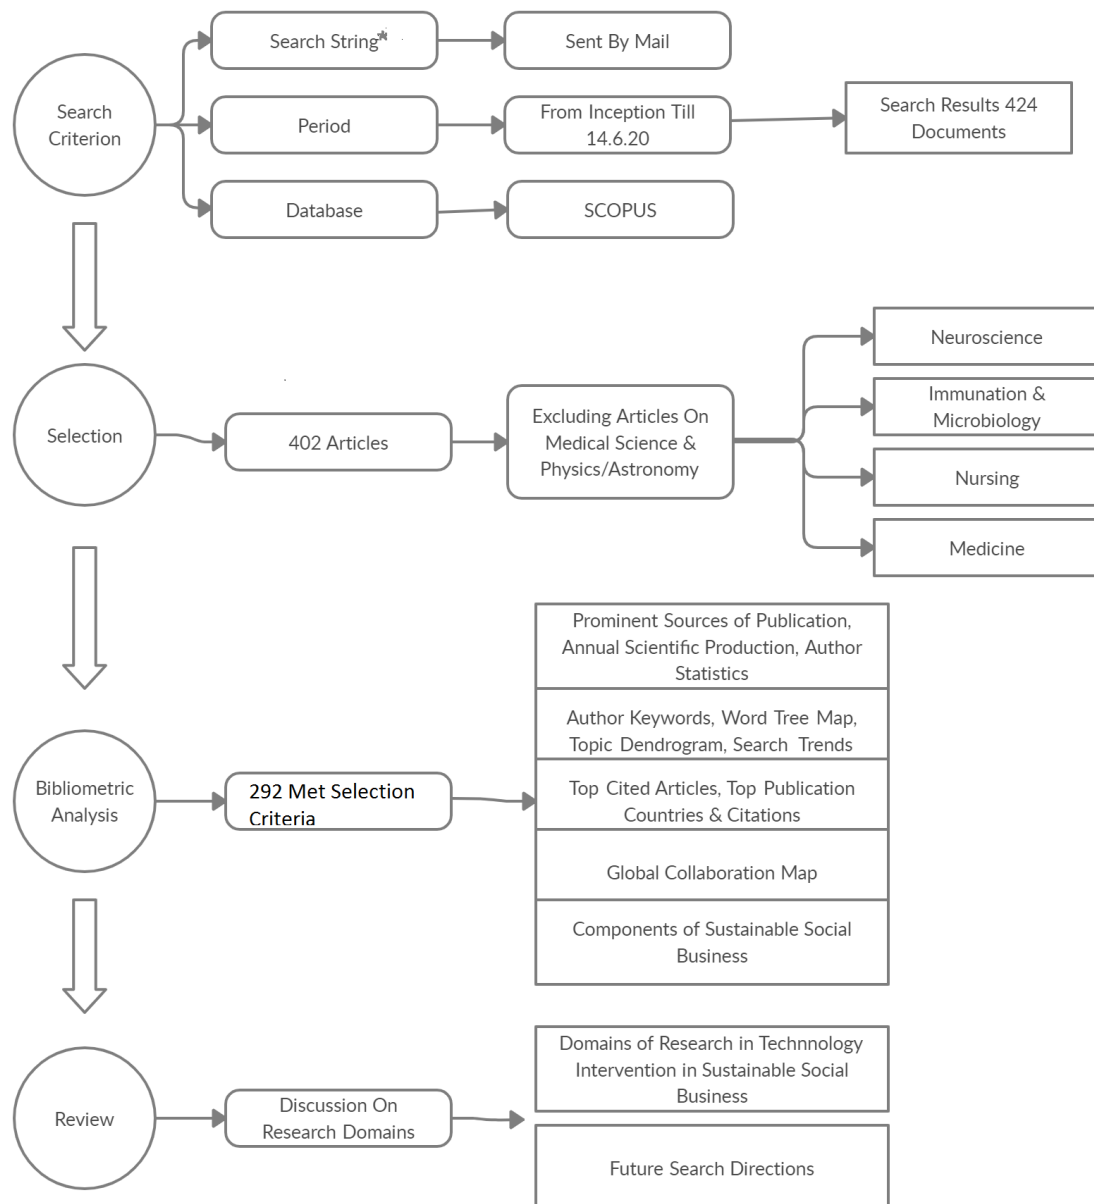 Search
Criterion
Search String*
Sent By Mail
Period
From Inception Till
14.6.20
Search Results 424
Documents
Database
SCOPUS
Selection
402 Articles
Excluding Articles On
Medical Science &
Physics/Astronomy
Neuroscience
Immunation &
Microbiology
Nursing
Medicine
Bibliometric
Analysis
292 Met Selection
Criteria
Prominent Sources of Publication,
Annual Scientific Production, Author
Statistics
Author Keywords, Word Tree Map,
Topic Dendrogram, Search Trends
Top Cited Articles, Top Publication
Countries & Citations
Global Collaboration Map
Components of Sustainable Social
Business
Review
Discussion On
Research Domains
Domains of Research in Technnology
Intervention in Sustainable Social
Business
Future Search Directions